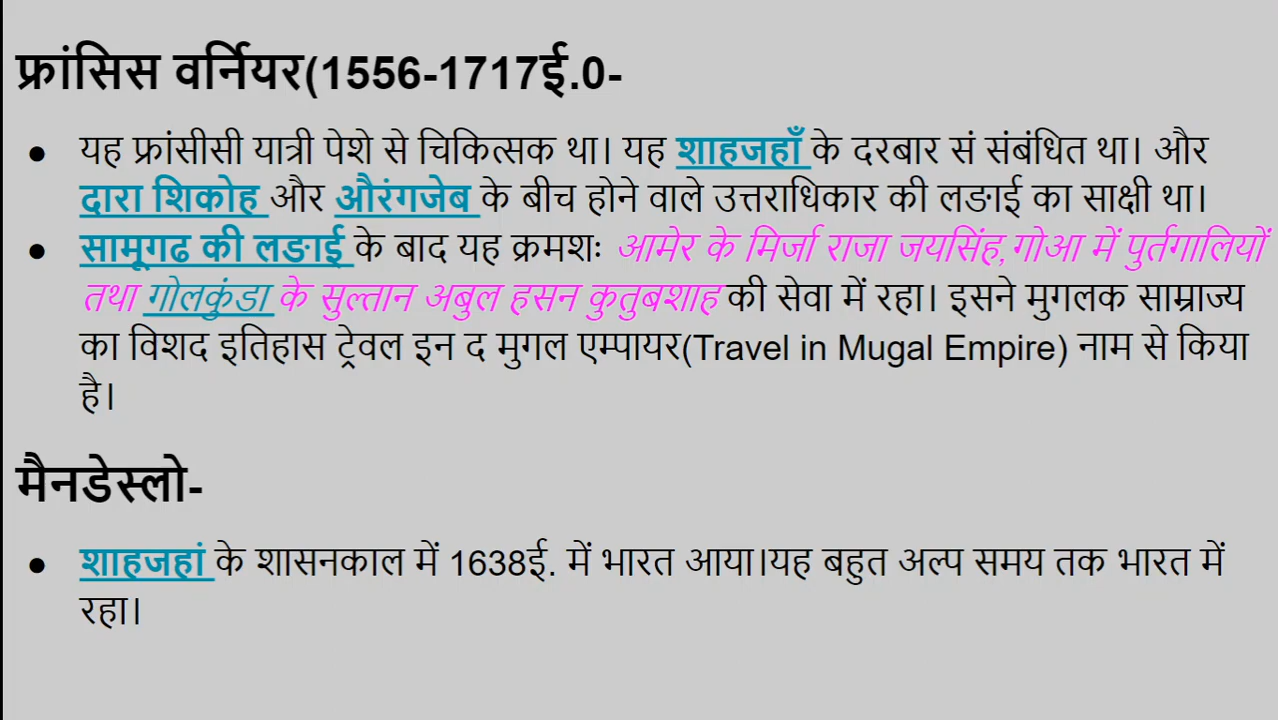 फ्रांसिस वर्नियर(1556-1717ई.0-
यह फ्रांसीसी यात्री पेशे से चिकित्सक था। यह शाहजहाँ के दरबार सं संबंधित था। और
दारा शिकोह और औरंगजेब के बीच होने वाले उत्तराधिकार की लङाई का साक्षी था।
सामूगढ की लङाई के बाद यह क्रमशः आमेर के मिर्जा राजा जयसिंह,गोआ में पुर्तगालियों
तथा गोलकुंडा के सुल्तान अबुल हसन कुतुबशाह की सेवा में रहा। इसने मुगलक साम्राज्य
का विशद इतिहास ट्रेवल इन द मुगल एम्पायर(Travel in Mugal Empire) नाम से किया
है।
मैनडेस्लो-
शाहजहां के शासनकाल में 1638ई. में भारत आया।यह बहुत अल्प समय तक भारत में
रहा।